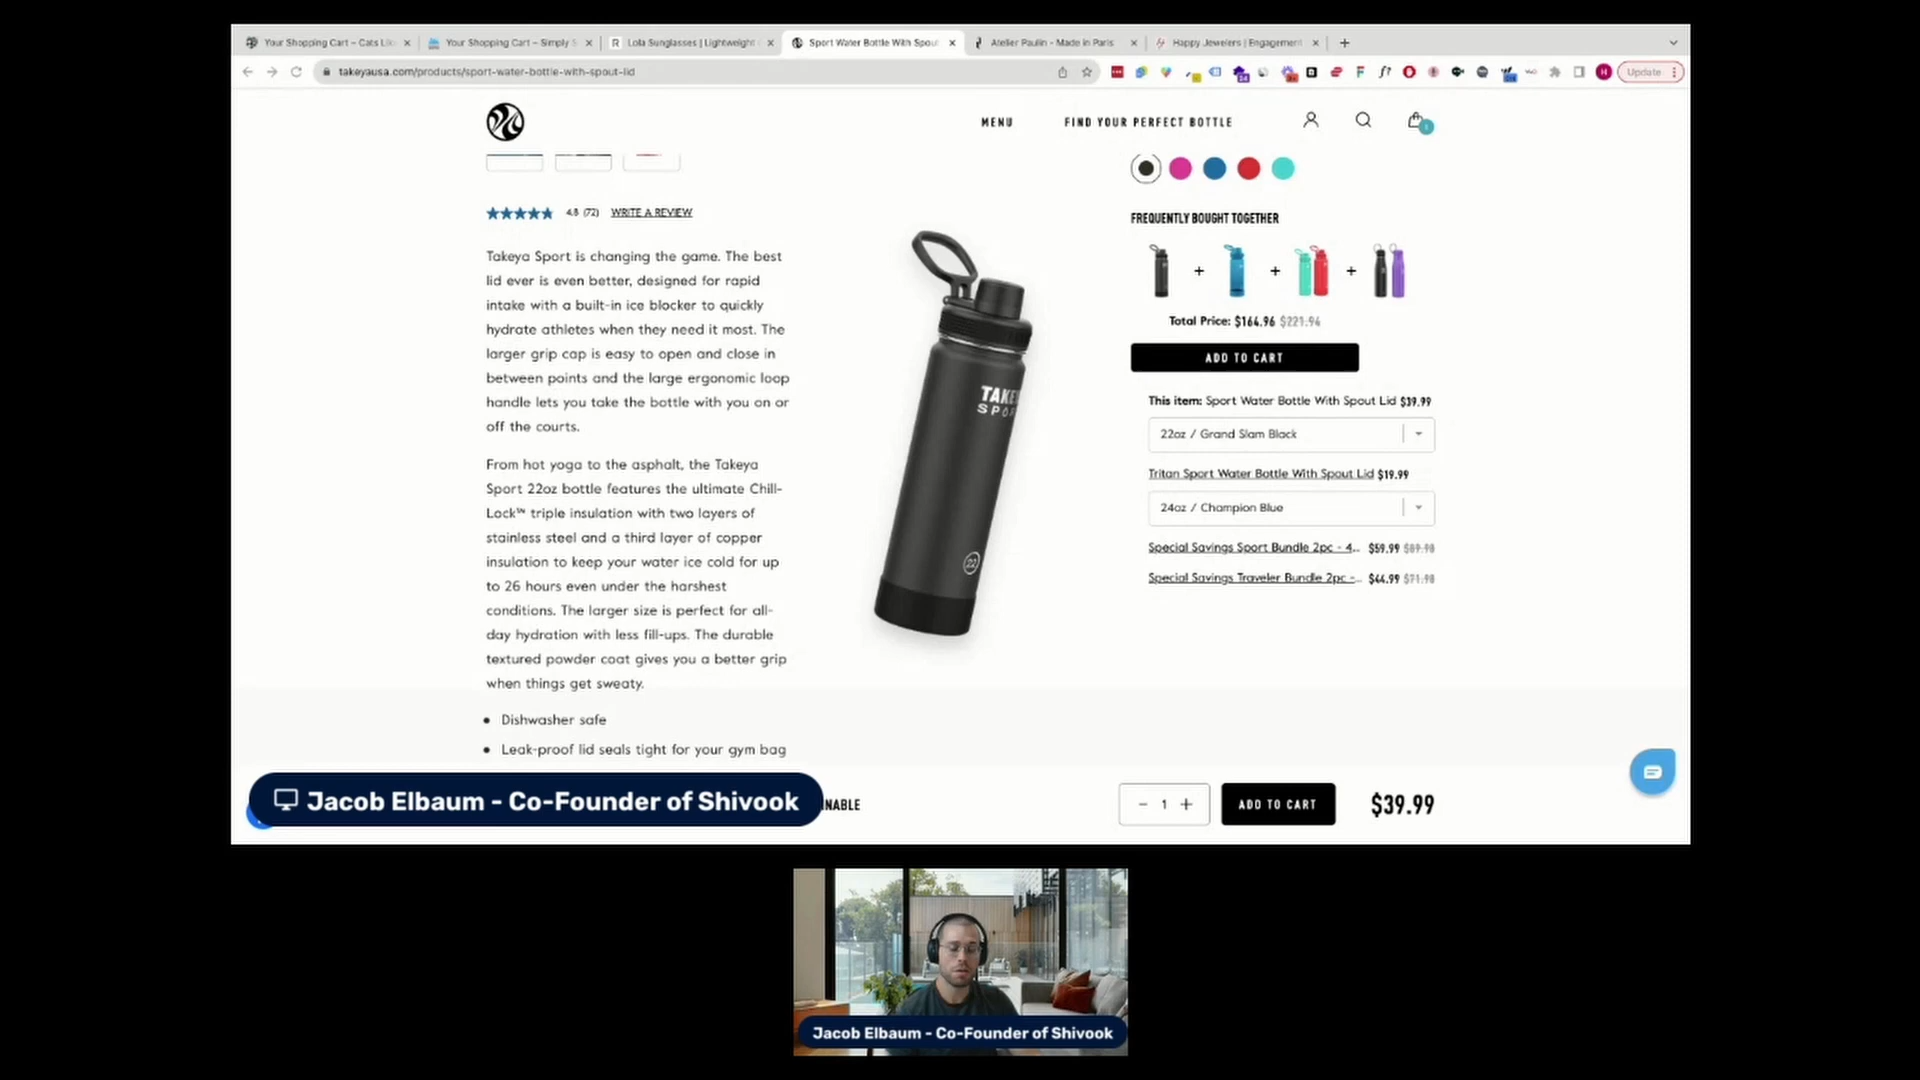 Your Shopping Cart – Cats Lik
Your Shopping Cart – Simply S
Lola Sunglasses | Lightweight
Sport Water Bottle With Spout
Atelier Paulin - Made in Paris
Happy Jewelers | Engagement
takeyausa.com/products/sport-water-bottle-with-spout-lid
Update
MENU
FIND YOUR PERFECT BOTTLE
4.8 (72) WRITE A REVIEW
Takeya Sport is changing the game. The best
lid ever is even better, designed for rapid
intake with a built-in ice blocker to quickly
hydrate athletes when they need it most. The
larger grip cap is easy to open and close in
between points and the large ergonomic loop
handle lets you take the bottle with you on or
off the courts.
From hot yoga to the asphalt, the Takeya
Sport 22oz bottle features the ultimate Chill-
Lock℠ triple insulation with two layers of
stainless steel and a third layer of copper
insulation to keep your water ice cold for up
to 26 hours even under the harshest
conditions. The larger size is perfect for all-
day hydration with less fill-ups. The durable
textured powder coat gives you a better grip
when things get sweaty.
• Dishwasher safe
• Leak-proof lid seals tight for your gym bag
TAKE
SPO
22
FREQUENTLY BOUGHT TOGETHER
+ + +
Total Price: $164.96 $221.94
ADD TO CART
This item: Sport Water Bottle With Spout Lid $39.99
22oz / Grand Slam Black
Tritan Sport Water Bottle With Spout Lid $19.99
24oz / Champion Blue
Special Savings Sport Bundle 2pc - 4... $59.99 $89.98
Special Savings Traveler Bundle 2pc -... $44.99 $71.98
Jacob Elbaum - Co-Founder of Shivook
INABLE
− 1 +
ADD TO CART
$39.99
Jacob Elbaum - Co-Founder of Shivook